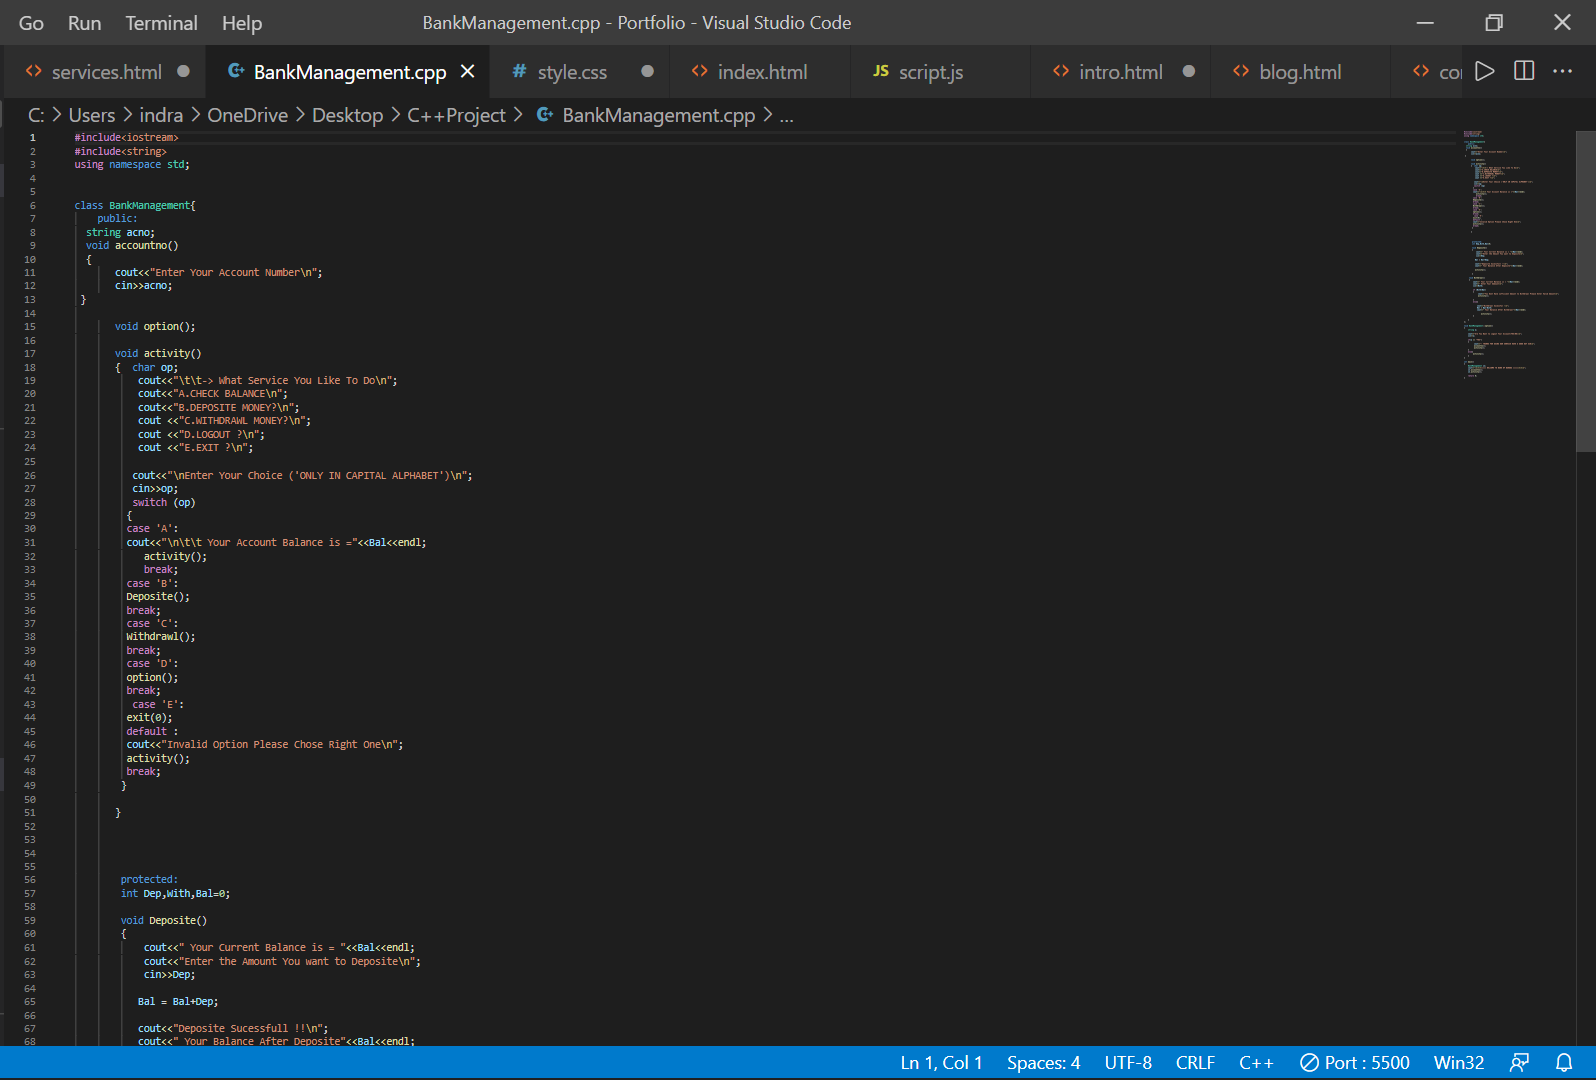 Go Run Terminal Help BankManagement.cpp - Portfolio - Visual Studio Code
services.html BankManagement.cpp style.css index.html JS script.js intro.html blog.html
C: > Users > indra > OneDrive > Desktop > C++Project > BankManagement.cpp > ...
1 #include<iostream>
2 #include<string>
3 using namespace std;
4
5
6 class BankManagement{
7 public:
8 string acno;
9 void accountno()
10 {
11 cout<<"Enter Your Account Number\n";
12 cin>>acno;
13 }
14
15 void option();
16
17 void activity()
18 { char op;
19 cout<<"\t\t-> What Service You Like To Do\n";
20 cout<<"A.CHECK BALANCE\n";
21 cout<<"B.DEPOSITE MONEY?\n";
22 cout <<"C.WITHDRAWL MONEY?\n";
23 cout <<"D.LOGOUT ?\n";
24 cout <<"E.EXIT ?\n";
25
26 cout<<"\nEnter Your Choice ('ONLY IN CAPITAL ALPHABET')\n";
27 cin>>op;
28 switch (op)
29 {
30 case 'A':
31 cout<<"\n\t\t Your Account Balance is ="<<Bal<<endl;
32 activity();
33 break;
34 case 'B':
35 Deposite();
36 break;
37 case 'C':
38 Withdrawl();
39 break;
40 case 'D':
41 option();
42 break;
43 case 'E':
44 exit(0);
45 default :
46 cout<<"Invalid Option Please Chose Right One\n";
47 activity();
48 break;
49 }
50
51 }
52
53
54
55
56 protected:
57 int Dep,With,Bal=0;
58
59 void Deposite()
60 {
61 cout<<" Your Current Balance is = "<<Bal<<endl;
62 cout<<"Enter the Amount You want to Deposite\n";
63 cin>>Dep;
64
65 Bal = Bal+Dep;
66
67 cout<<"Deposite Sucessfull !!\n";
68 cout<<" Your Balance After Deposite"<<Bal<<endl;
Ln 1, Col 1 Spaces: 4 UTF-8 CRLF C++ Port : 5500 Win32